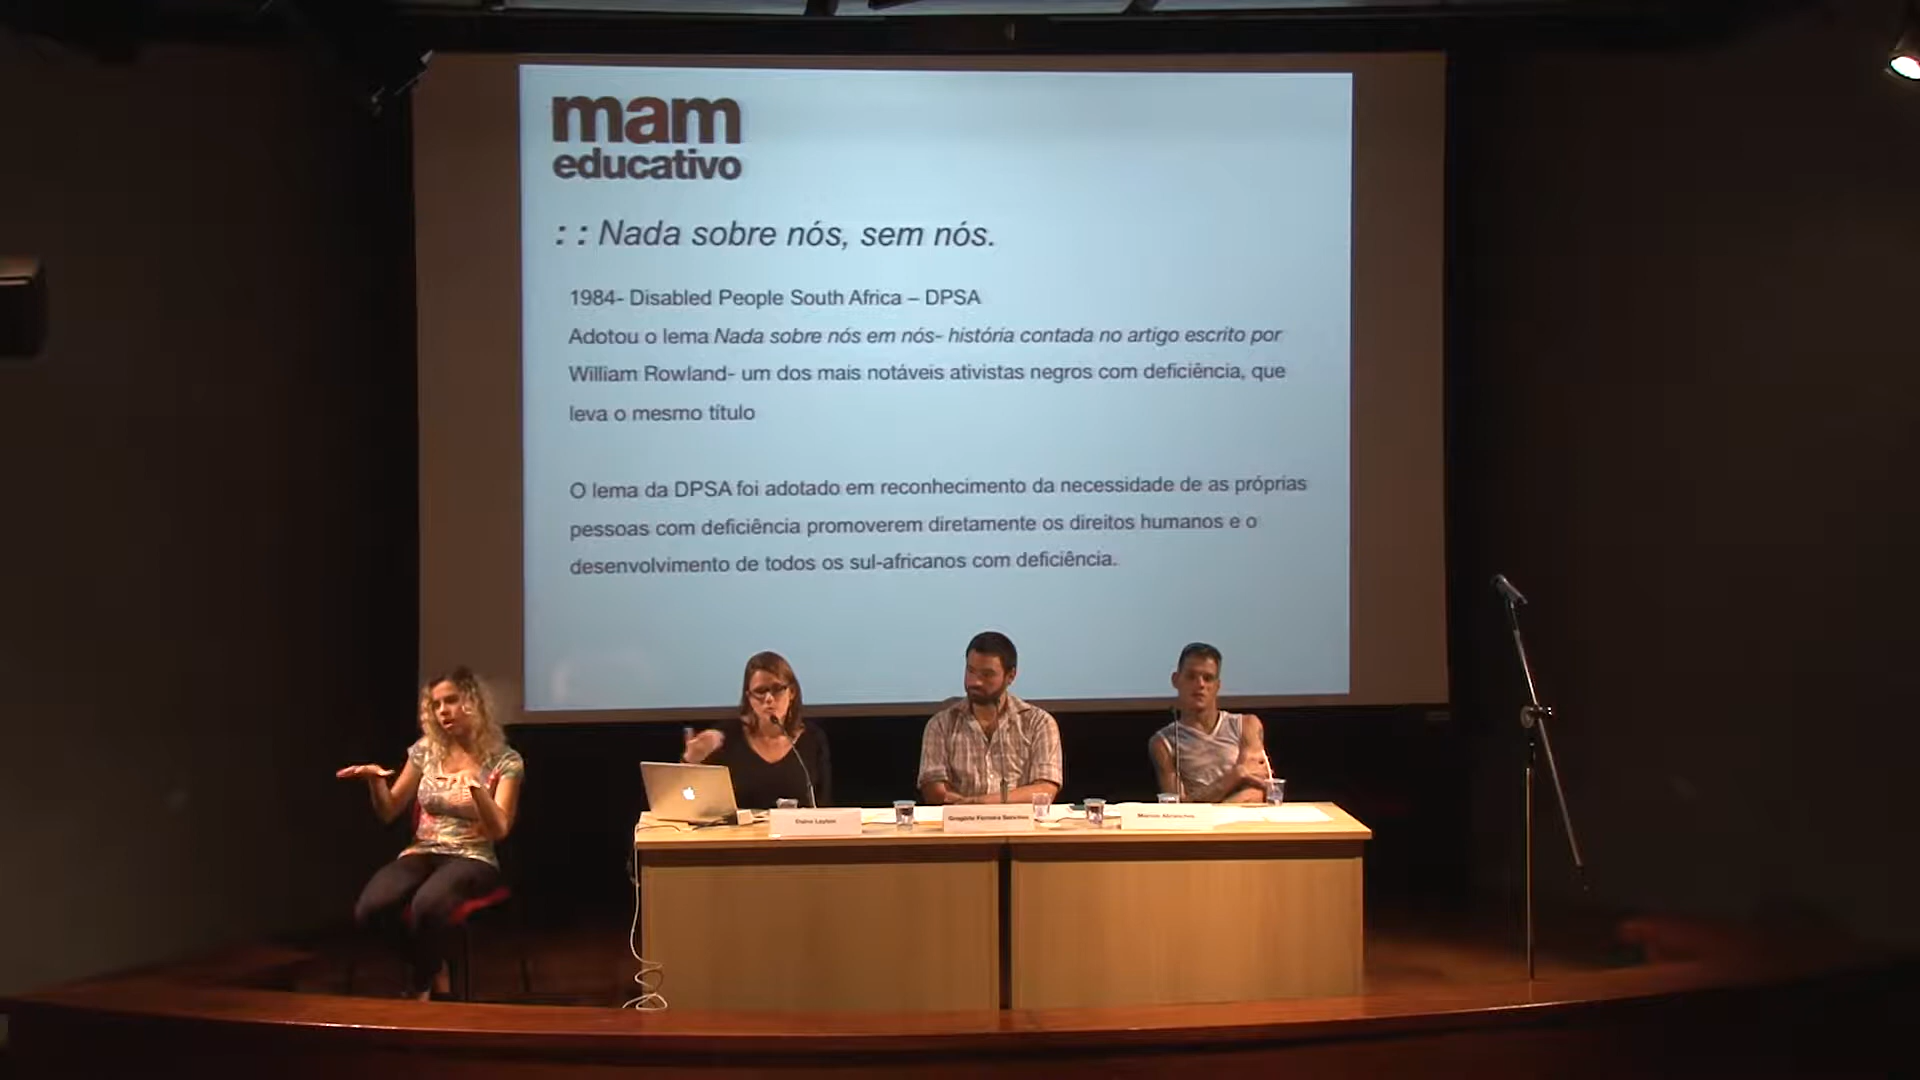 mam
educativo
: : Nada sobre nós, sem nós.
1984- Disabled People South Africa – DPSA
Adotou o lema Nada sobre nós em nós- história contada no artigo escrito por
William Rowland- um dos mais notáveis ativistas negros com deficiência, que
leva o mesmo título
O lema da DPSA foi adotado em reconhecimento da necessidade de as próprias
pessoas com deficiência promoverem diretamente os direitos humanos e o
desenvolvimento de todos os sul-africanos com deficiência.